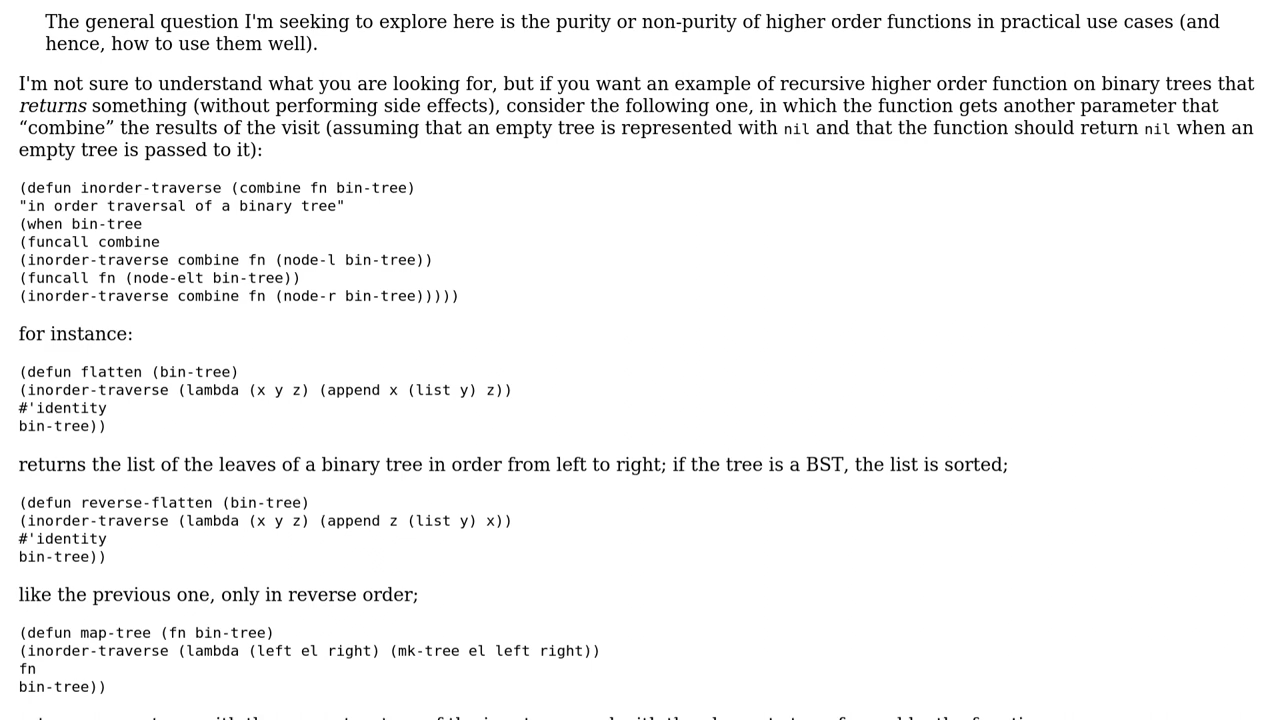 The general question I'm seeking to explore here is the purity or non-purity of higher order functions in practical use cases (and
hence, how to use them well).
I'm not sure to understand what you are looking for, but if you want an example of recursive higher order function on binary trees that
returns something (without performing side effects), consider the following one, in which the function gets another parameter that
“combine” the results of the visit (assuming that an empty tree is represented with nil and that the function should return nil when an
empty tree is passed to it):
(defun inorder-traverse (combine fn bin-tree)
"in order traversal of a binary tree"
(when bin-tree
(funcall combine
(inorder-traverse combine fn (node-l bin-tree))
(funcall fn (node-elt bin-tree))
(inorder-traverse combine fn (node-r bin-tree)))))
for instance:
(defun flatten (bin-tree)
(inorder-traverse (lambda (x y z) (append x (list y) z))
#'identity
bin-tree))
returns the list of the leaves of a binary tree in order from left to right; if the tree is a BST, the list is sorted;
(defun reverse-flatten (bin-tree)
(inorder-traverse (lambda (x y z) (append z (list y) x))
#'identity
bin-tree))
like the previous one, only in reverse order;
(defun map-tree (fn bin-tree)
(inorder-traverse (lambda (left el right) (mk-tree el left right))
fn
bin-tree))